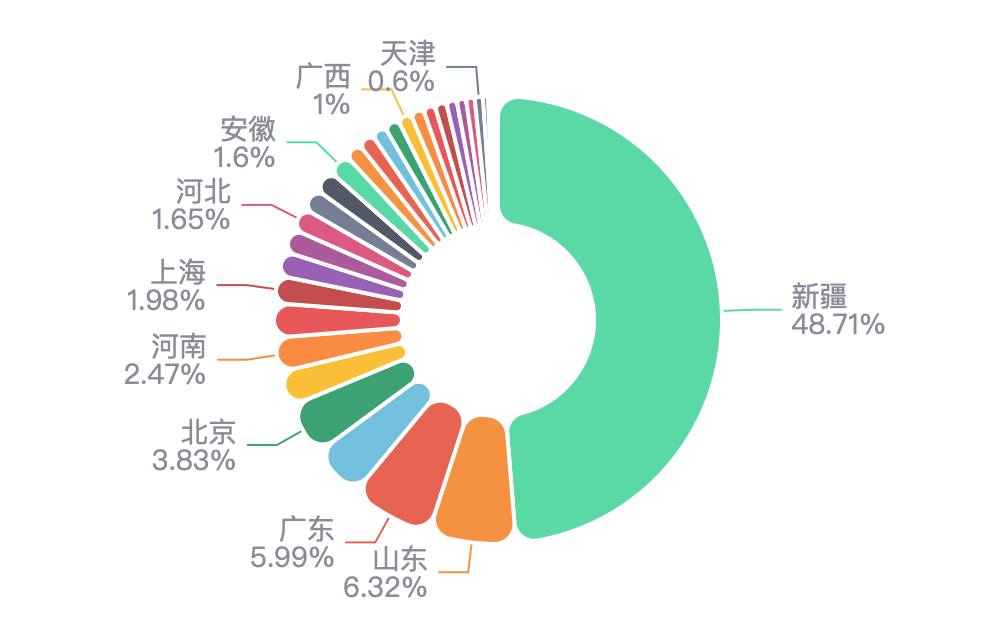 天津
0.6%
广西
1%
安徽
1.6%
河北
1.65%
上海
1.98%
新疆
48.71%
河南
2.47%
北京
3.83%
广东
5.99%
山东
6.32%